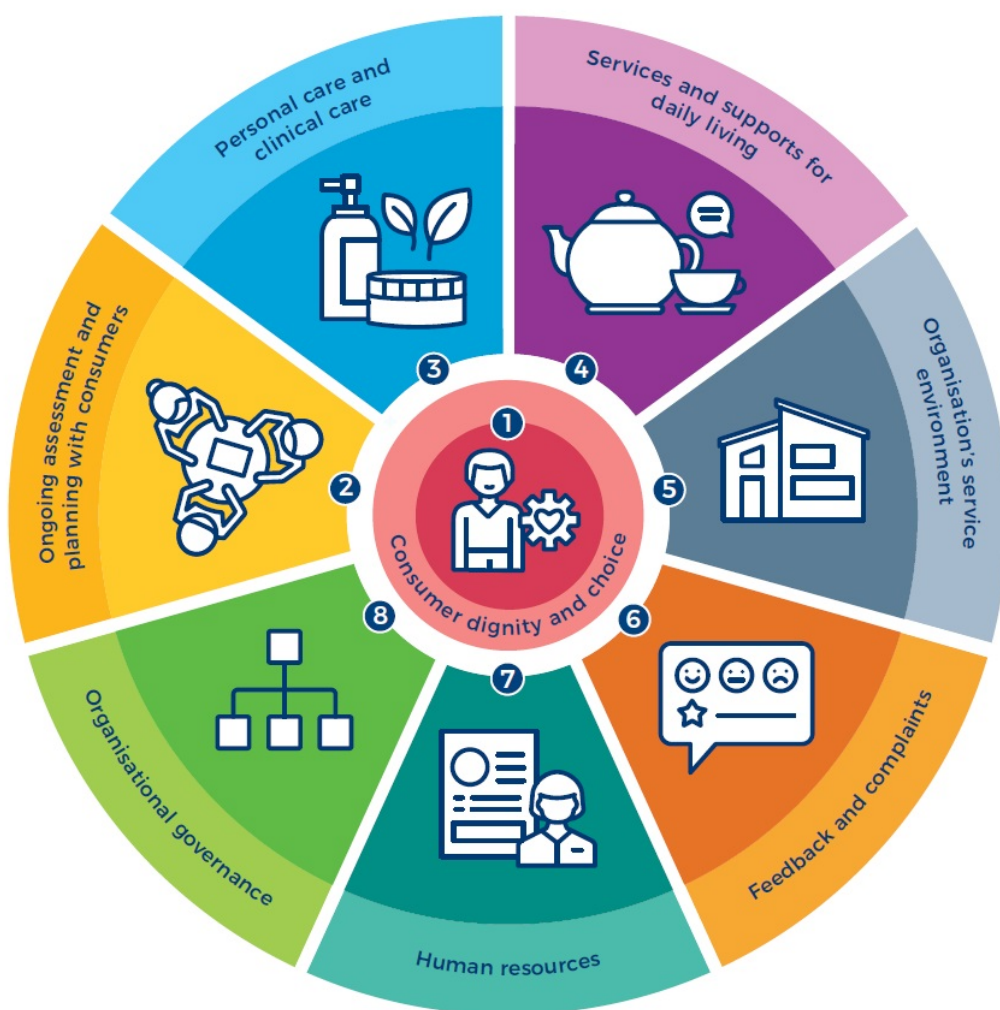 1
Consumer dignity and choice
2
Ongoing assessment and
planning with consumers
3
Personal care and
clinical care
4
Services and supports for
daily living
5
Organisation's service
environment
6
Feedback and complaints
7
Human resources
8
Organisational governance